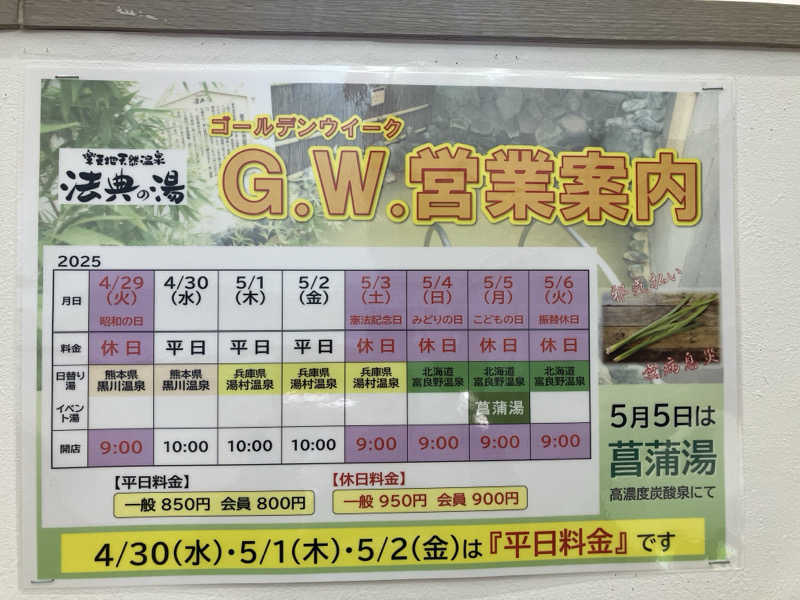 ゴールデンウイーク
G.W.営業案内
楽天地天然温泉
法典の湯
2025
月日 4/29(火) 昭和の日 4/30(水) 5/1(木) 5/2(金) 5/3(土) 憲法記念日 5/4(日) みどりの日 5/5(月) こどもの日 5/6(火) 振替休日
料金 休日 平日 平日 平日 休日 休日 休日 休日
日替り湯 熊本県黒川温泉 熊本県黒川温泉 兵庫県湯村温泉 兵庫県湯村温泉 兵庫県湯村温泉 北海道富良野温泉 北海道富良野温泉 北海道富良野温泉
イベント湯 菖蒲湯
開店 9:00 10:00 10:00 10:00 9:00 9:00 9:00 9:00
【平日料金】
一般 850円 会員 800円
【休日料金】
一般 950円 会員 900円
邪気払い
無病息災
5月5日は
菖蒲湯
高濃度炭酸泉にて
4/30(水)・5/1(木)・5/2(金)は『平日料金』です